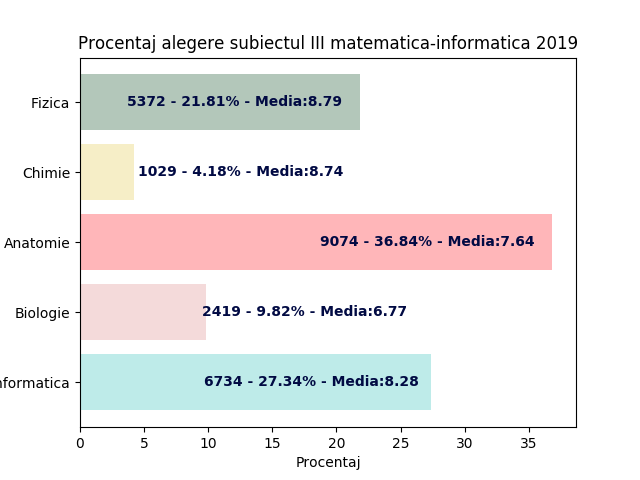 Procentaj alegere subiectul III matematica-informatica 2019
Fizica
5372 - 21.81% - Media:8.79
Chimie
1029 - 4.18% - Media:8.74
Anatomie
9074 - 36.84% - Media:7.64
Biologie
2419 - 9.82% - Media:6.77
nformatica
6734 - 27.34% - Media:8.28
0 5 10 15 20 25 30 35
Procentaj